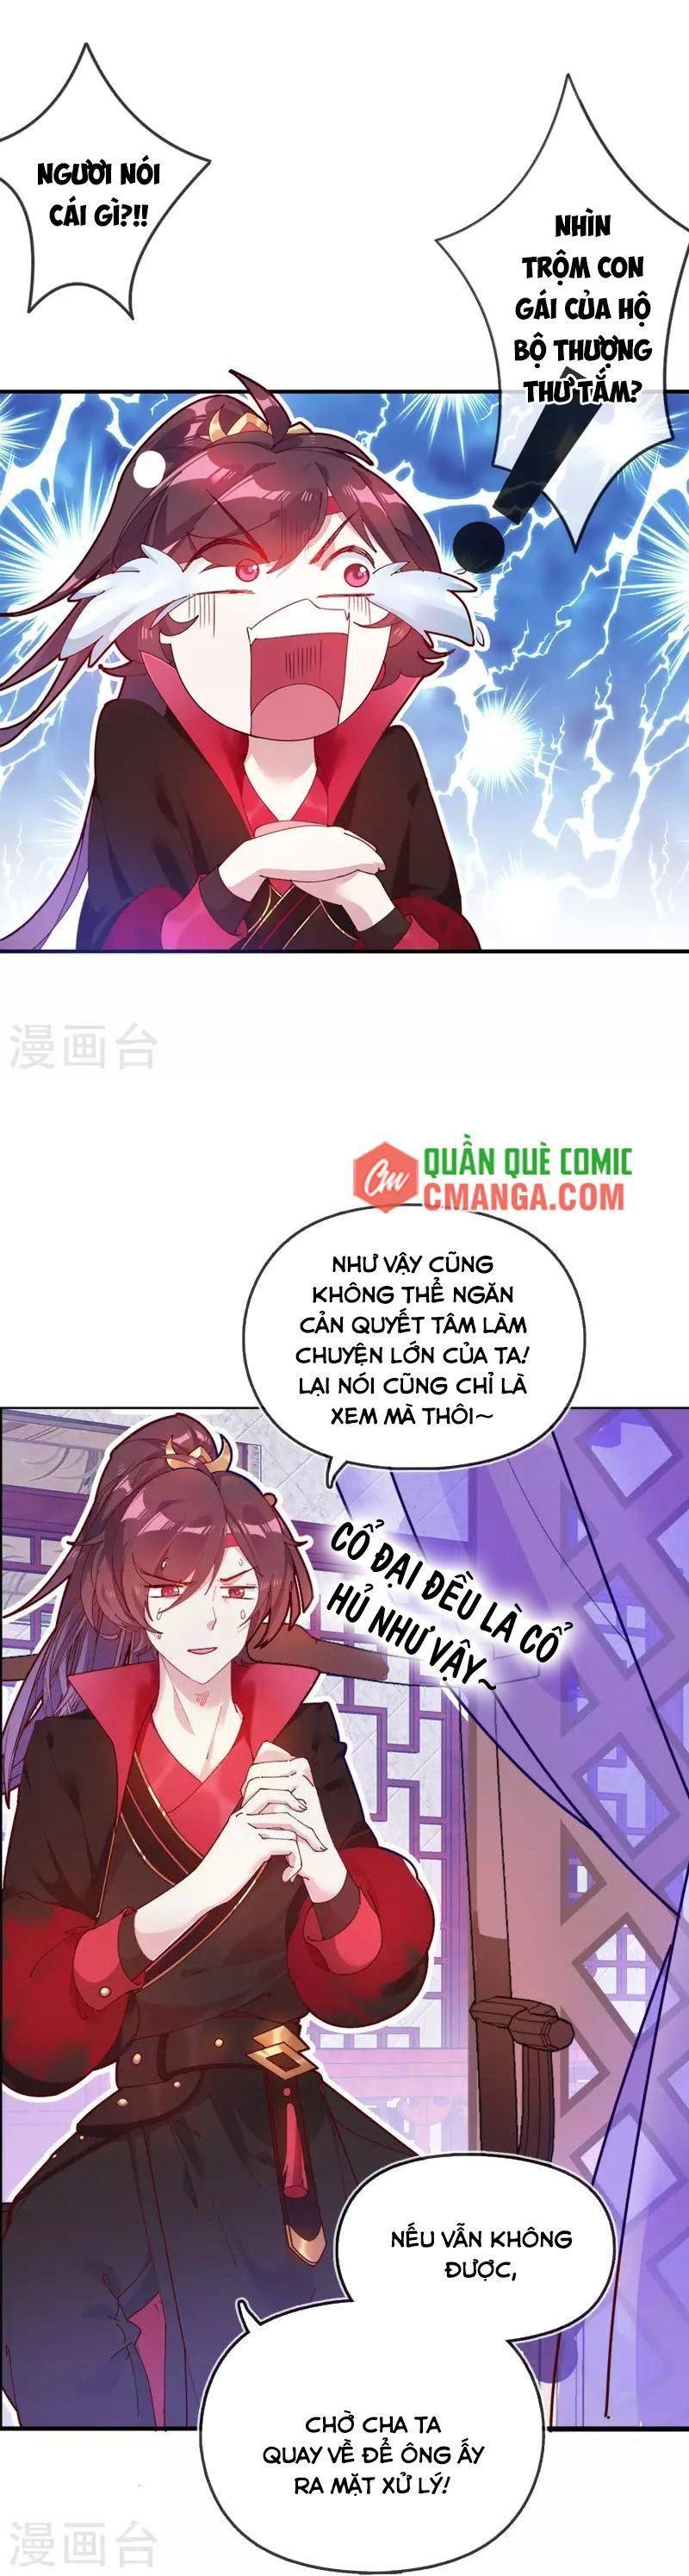 NGƯƠI NÓI
CÁI GÌ?!!
NHÌN
TRỘM CON
GÁI CỦA HỘ
BỘ THƯỢNG
THƯ TẮM?
漫画台
QUẦN QUÈ COMIC
Cm
CMANGA.COM
NHƯ VẬY CŨNG
KHÔNG THỂ NGĂN
CẢN QUYẾT TÂM LÀM
CHUYỆN LỚN CỦA TA!
LẠI NÓI CŨNG CHỈ LÀ
XEM MÀ THÔI~
CỔ ĐẠI ĐỀU LÀ CỔ
HỦ NHƯ VẬY~
NẾU VẪN KHÔNG
ĐƯỢC,
CHỜ CHA TA
QUAY VỀ ĐỂ ÔNG ẤY
RA MẶT XỬ LÝ!
漫画台